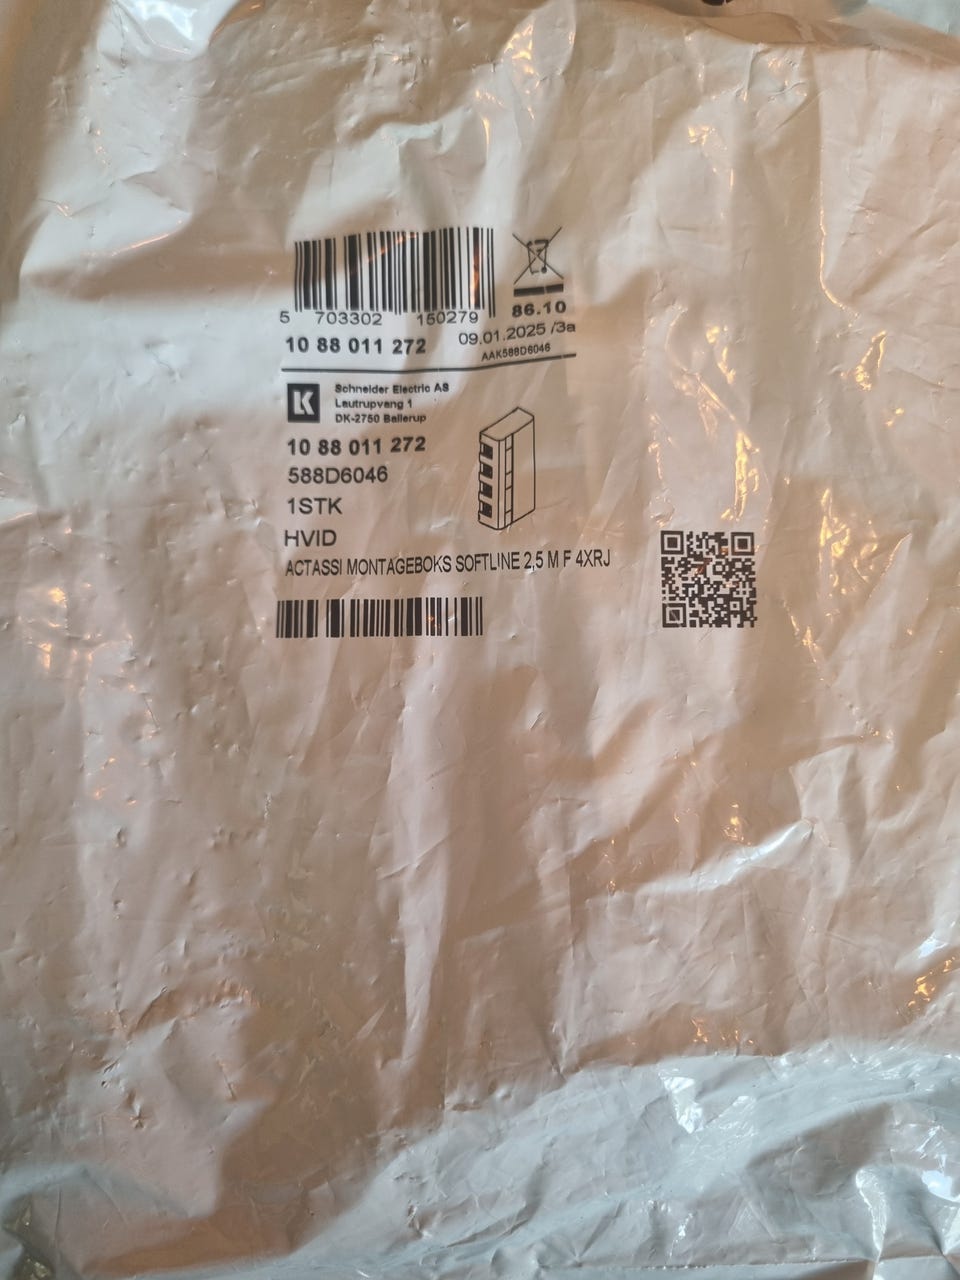 5 703302 150279
86.10
10 88 011 272
09.01.2025 /3a
AAK588D6046
LK
Schneider Electric AS
Lautrupvang 1
DK-2750 Ballerup
10 88 011 272
588D6046
1STK
HVID
ACTASSI MONTAGEBOKS SOFTLINE 2,5 M F 4XRJ